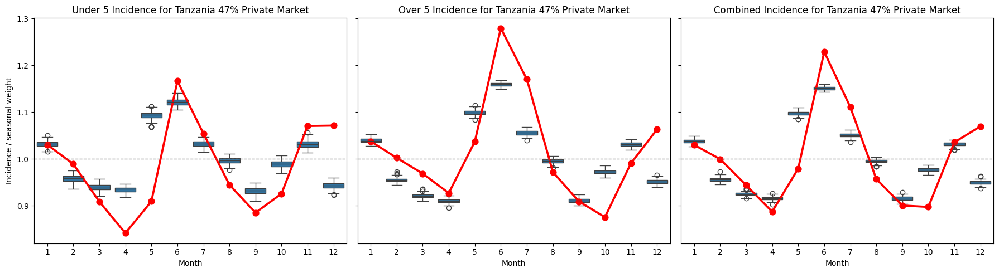 Under 5 Incidence for Tanzania 47% Private Market
Over 5 Incidence for Tanzania 47% Private Market
Combined Incidence for Tanzania 47% Private Market
Incidence / seasonal weight
1.3
1.2
1.1
1.0
0.9
1 2 3 4 5 6 7 8 9 10 11 12
1 2 3 4 5 6 7 8 9 10 11 12
1 2 3 4 5 6 7 8 9 10 11 12
Month
Month
Month